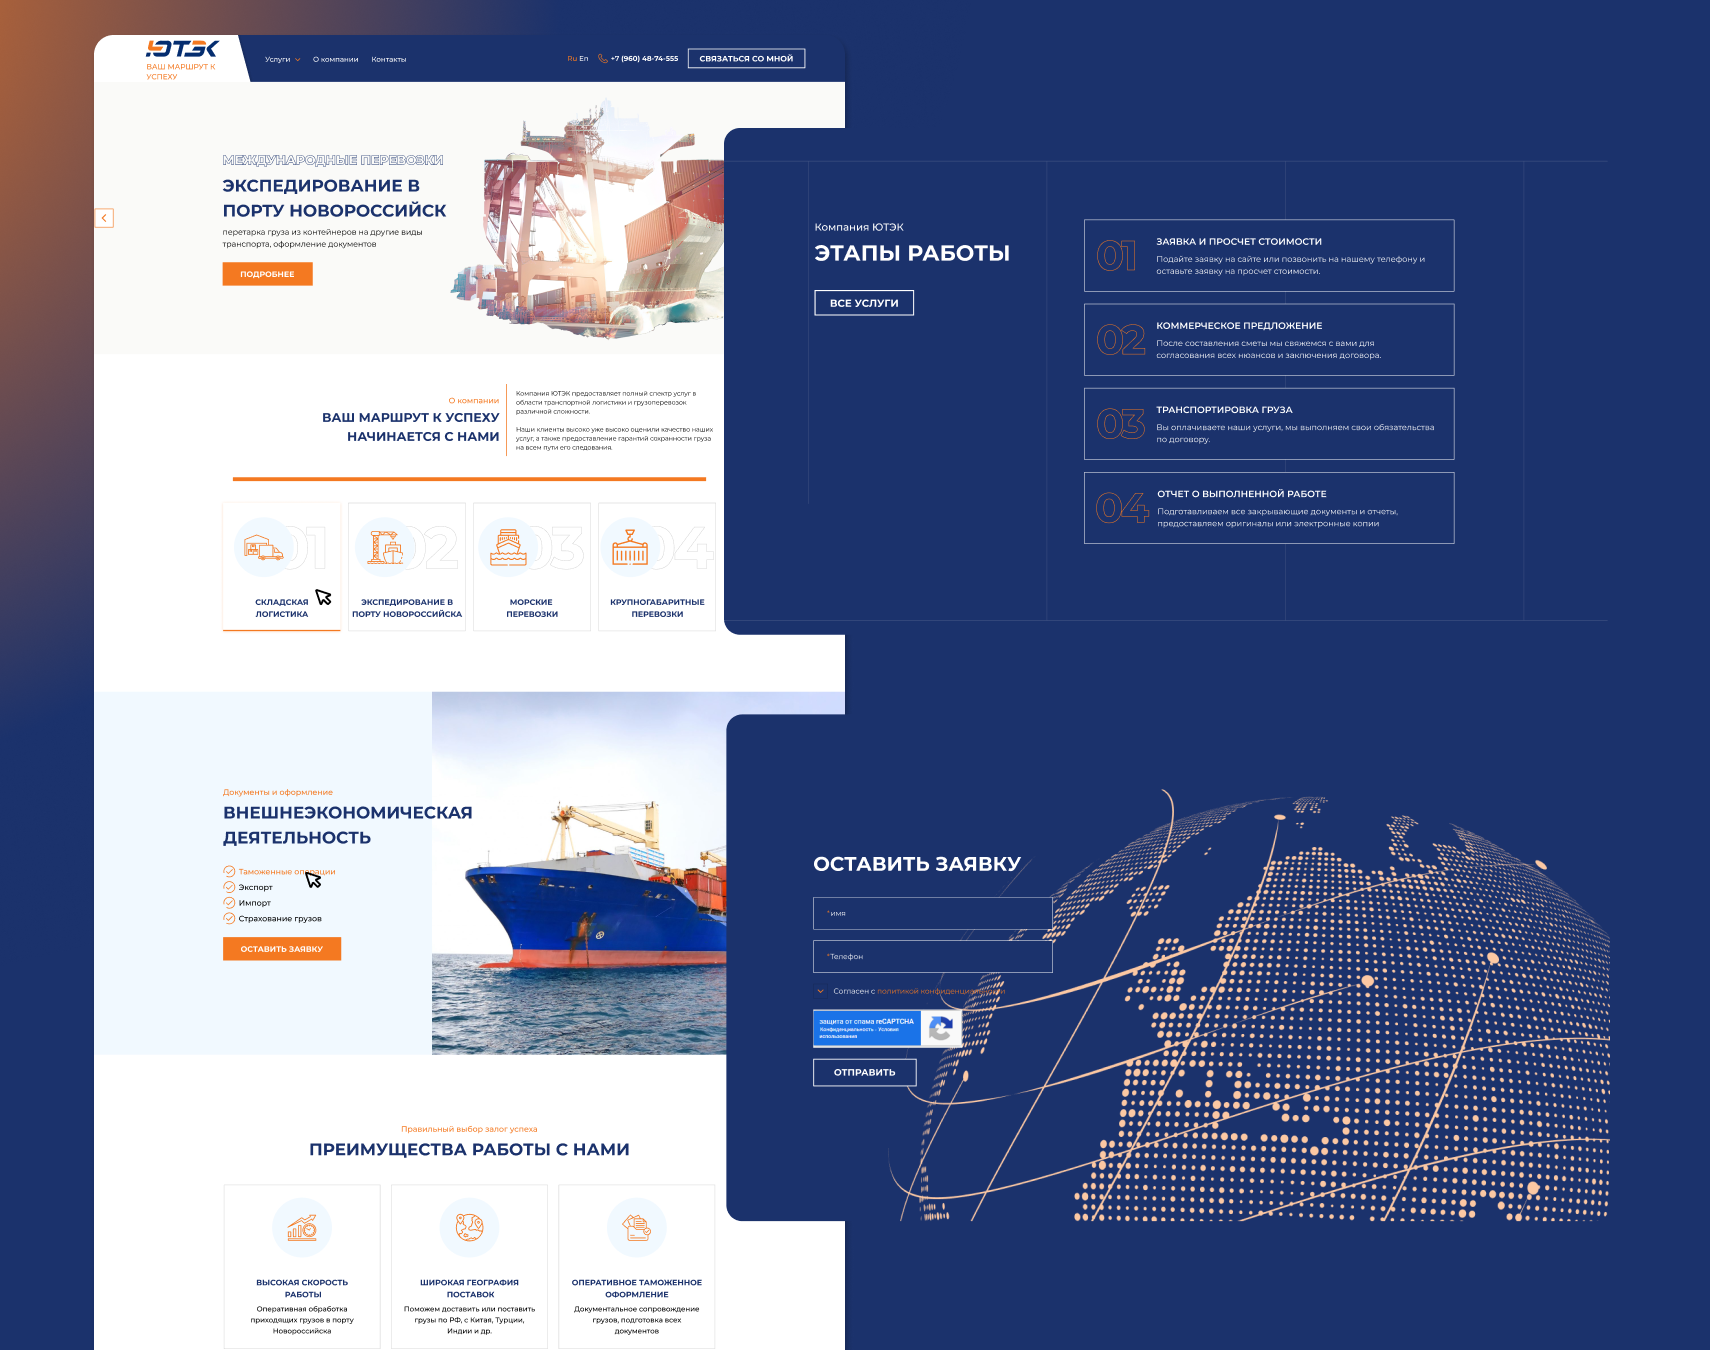 ЮТЭК
ВАШ МАРШРУТ К
УСПЕХУ
Услуги
О компании
Контакты
Ru En
+7 (960) 48-74-555
СВЯЗАТЬСЯ СО МНОЙ
МЕЖДУНАРОДНЫЕ ПЕРЕВОЗКИ
ЭКСПЕДИРОВАНИЕ В
ПОРТУ НОВОРОССИЙСК
перетарка груза из контейнеров на другие виды
транспорта, оформление документов
ПОДРОБНЕЕ
О компании
ВАШ МАРШРУТ К УСПЕХУ
НАЧИНАЕТСЯ С НАМИ
Компания ЮТЭК предоставляет полный спектр услуг в
области транспортной логистики и грузоперевозок
различной сложности.
Наши клиенты высоко уже высоко оценили качество наших
услуг, а также предоставление гарантий сохранности груза
на всем пути его следования.
01
СКЛАДСКАЯ
ЛОГИСТИКА
02
ЭКСПЕДИРОВАНИЕ В
ПОРТУ НОВОРОССИЙСКА
03
МОРСКИЕ
ПЕРЕВОЗКИ
04
КРУПНОГАБАРИТНЫЕ
ПЕРЕВОЗКИ
Документы и оформление
ВНЕШНЕЭКОНОМИЧЕСКАЯ
ДЕЯТЕЛЬНОСТЬ
Таможенные операции
Экспорт
Импорт
Страхование грузов
ОСТАВИТЬ ЗАЯВКУ
Правильный выбор залог успеха
ПРЕИМУЩЕСТВА РАБОТЫ С НАМИ
ВЫСОКАЯ СКОРОСТЬ
РАБОТЫ
Оперативная обработка
приходящих грузов в порту
Новороссийска
ШИРОКАЯ ГЕОГРАФИЯ
ПОСТАВОК
Поможем доставить или поставить
грузы по РФ, с Китая, Турции,
Индии и др.
ОПЕРАТИВНОЕ ТАМОЖЕННОЕ
ОФОРМЛЕНИЕ
Документальное сопровождение
грузов, подготовка всех
документов
Компания ЮТЭК
ЭТАПЫ РАБОТЫ
ВСЕ УСЛУГИ
01
ЗАЯВКА И ПРОСЧЕТ СТОИМОСТИ
Подайте заявку на сайте или позвонить на нашему телефону и
оставьте заявку на просчет стоимости.
02
КОММЕРЧЕСКОЕ ПРЕДЛОЖЕНИЕ
После составления сметы мы свяжемся с вами для
согласования всех нюансов и заключения договора.
03
ТРАНСПОРТИРОВКА ГРУЗА
Вы оплачиваете наши услуги, мы выполняем свои обязательства
по договору.
04
ОТЧЕТ О ВЫПОЛНЕННОЙ РАБОТЕ
Подготавливаем все закрывающие документы и отчеты,
предоставляем оригиналы или электронные копии
ОСТАВИТЬ ЗАЯВКУ
*имя
*Телефон
Согласен с политикой конфиденциальности
защита от спама reCAPTCHA
Конфиденциальность - Условия
использования
ОТПРАВИТЬ